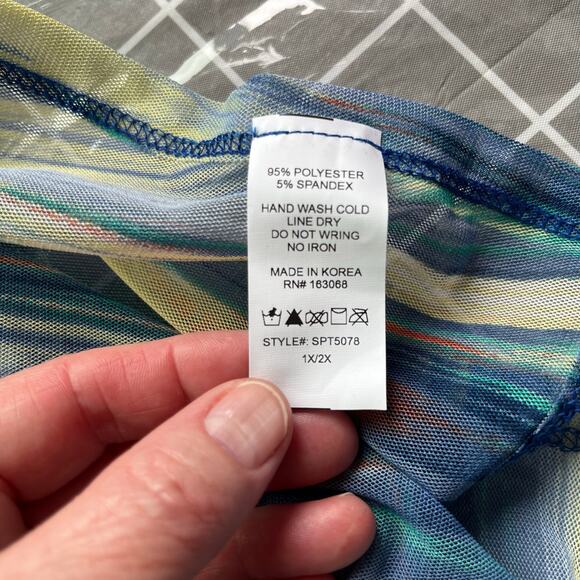 95% POLYESTER
5% SPANDEX
HAND WASH COLD
LINE DRY
DO NOT WRING
NO IRON
MADE IN KOREA
RN# 163068
STYLE#: SPT5078
1X/2X